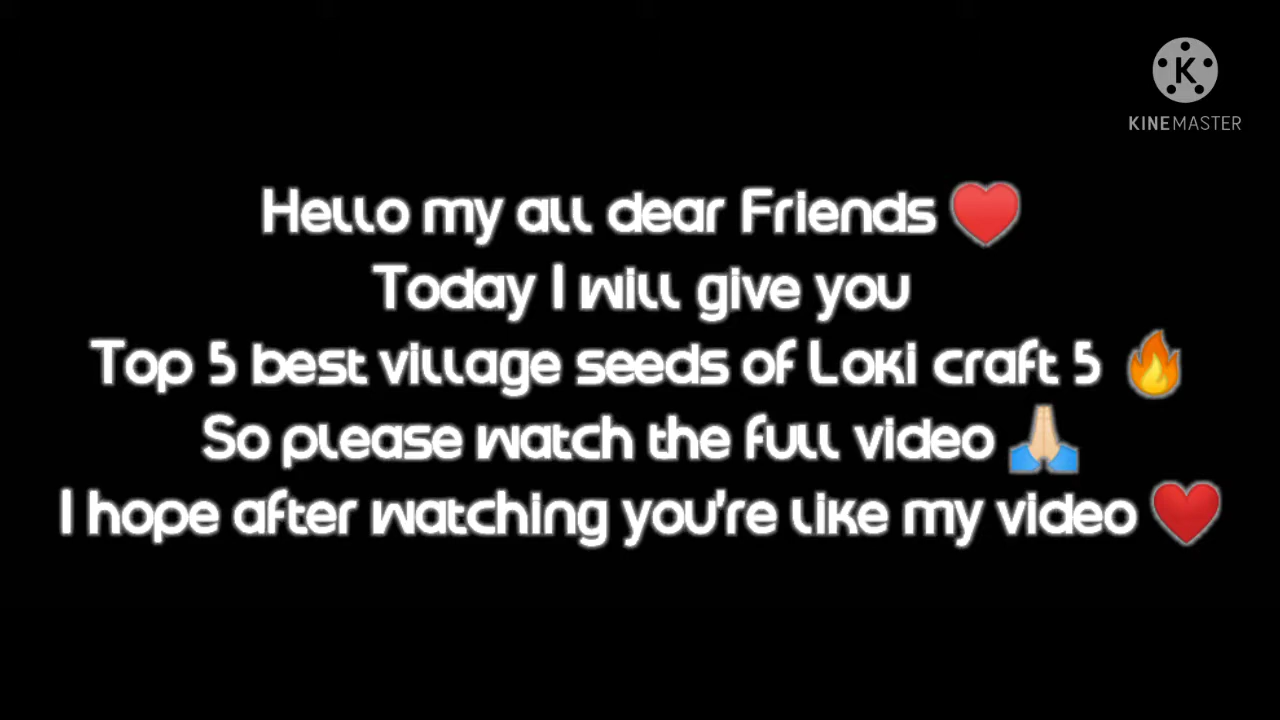 K
KINEMASTER
Hello my all dear Friends ❤️
Today I will give you
Top 5 best village seeds of Loki craft 5 🔥
So please watch the full video 🙏🏻
I hope after watching you're like my video ❤️